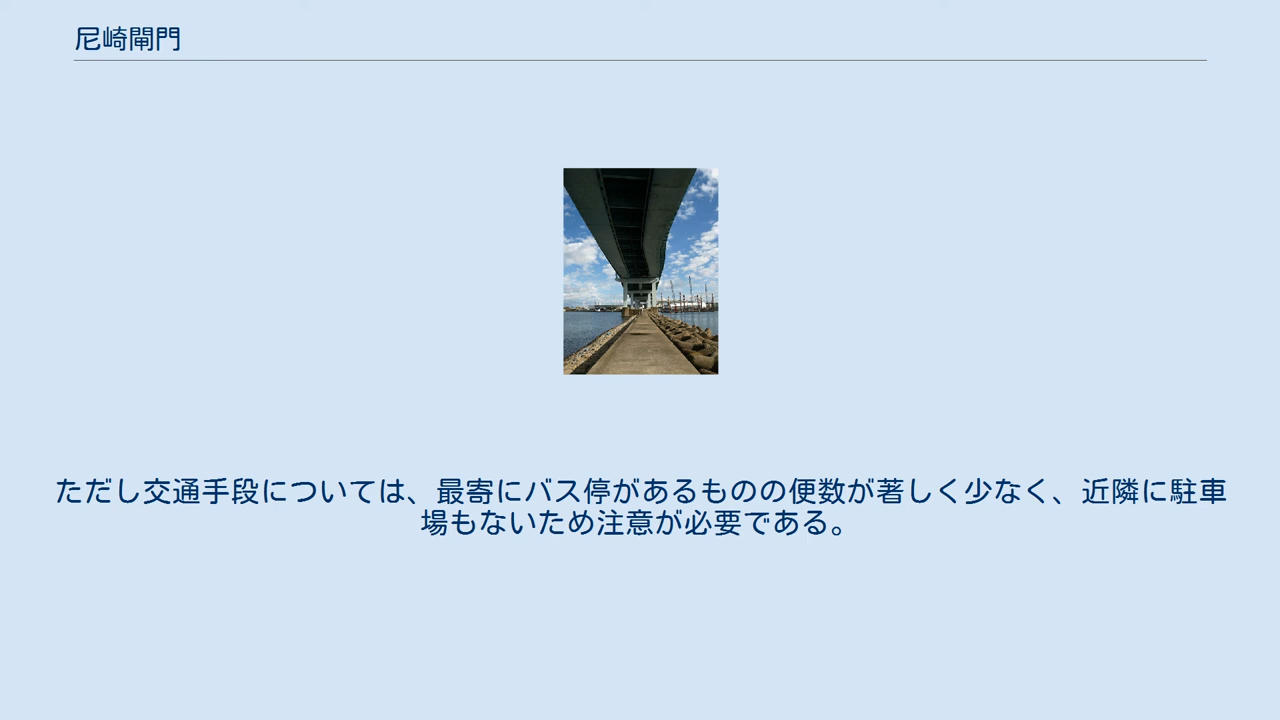 尼崎閘門
ただし交通手段については、最寄にバス停があるものの便数が著しく少なく、近隣に駐車
場もないため注意が必要である。